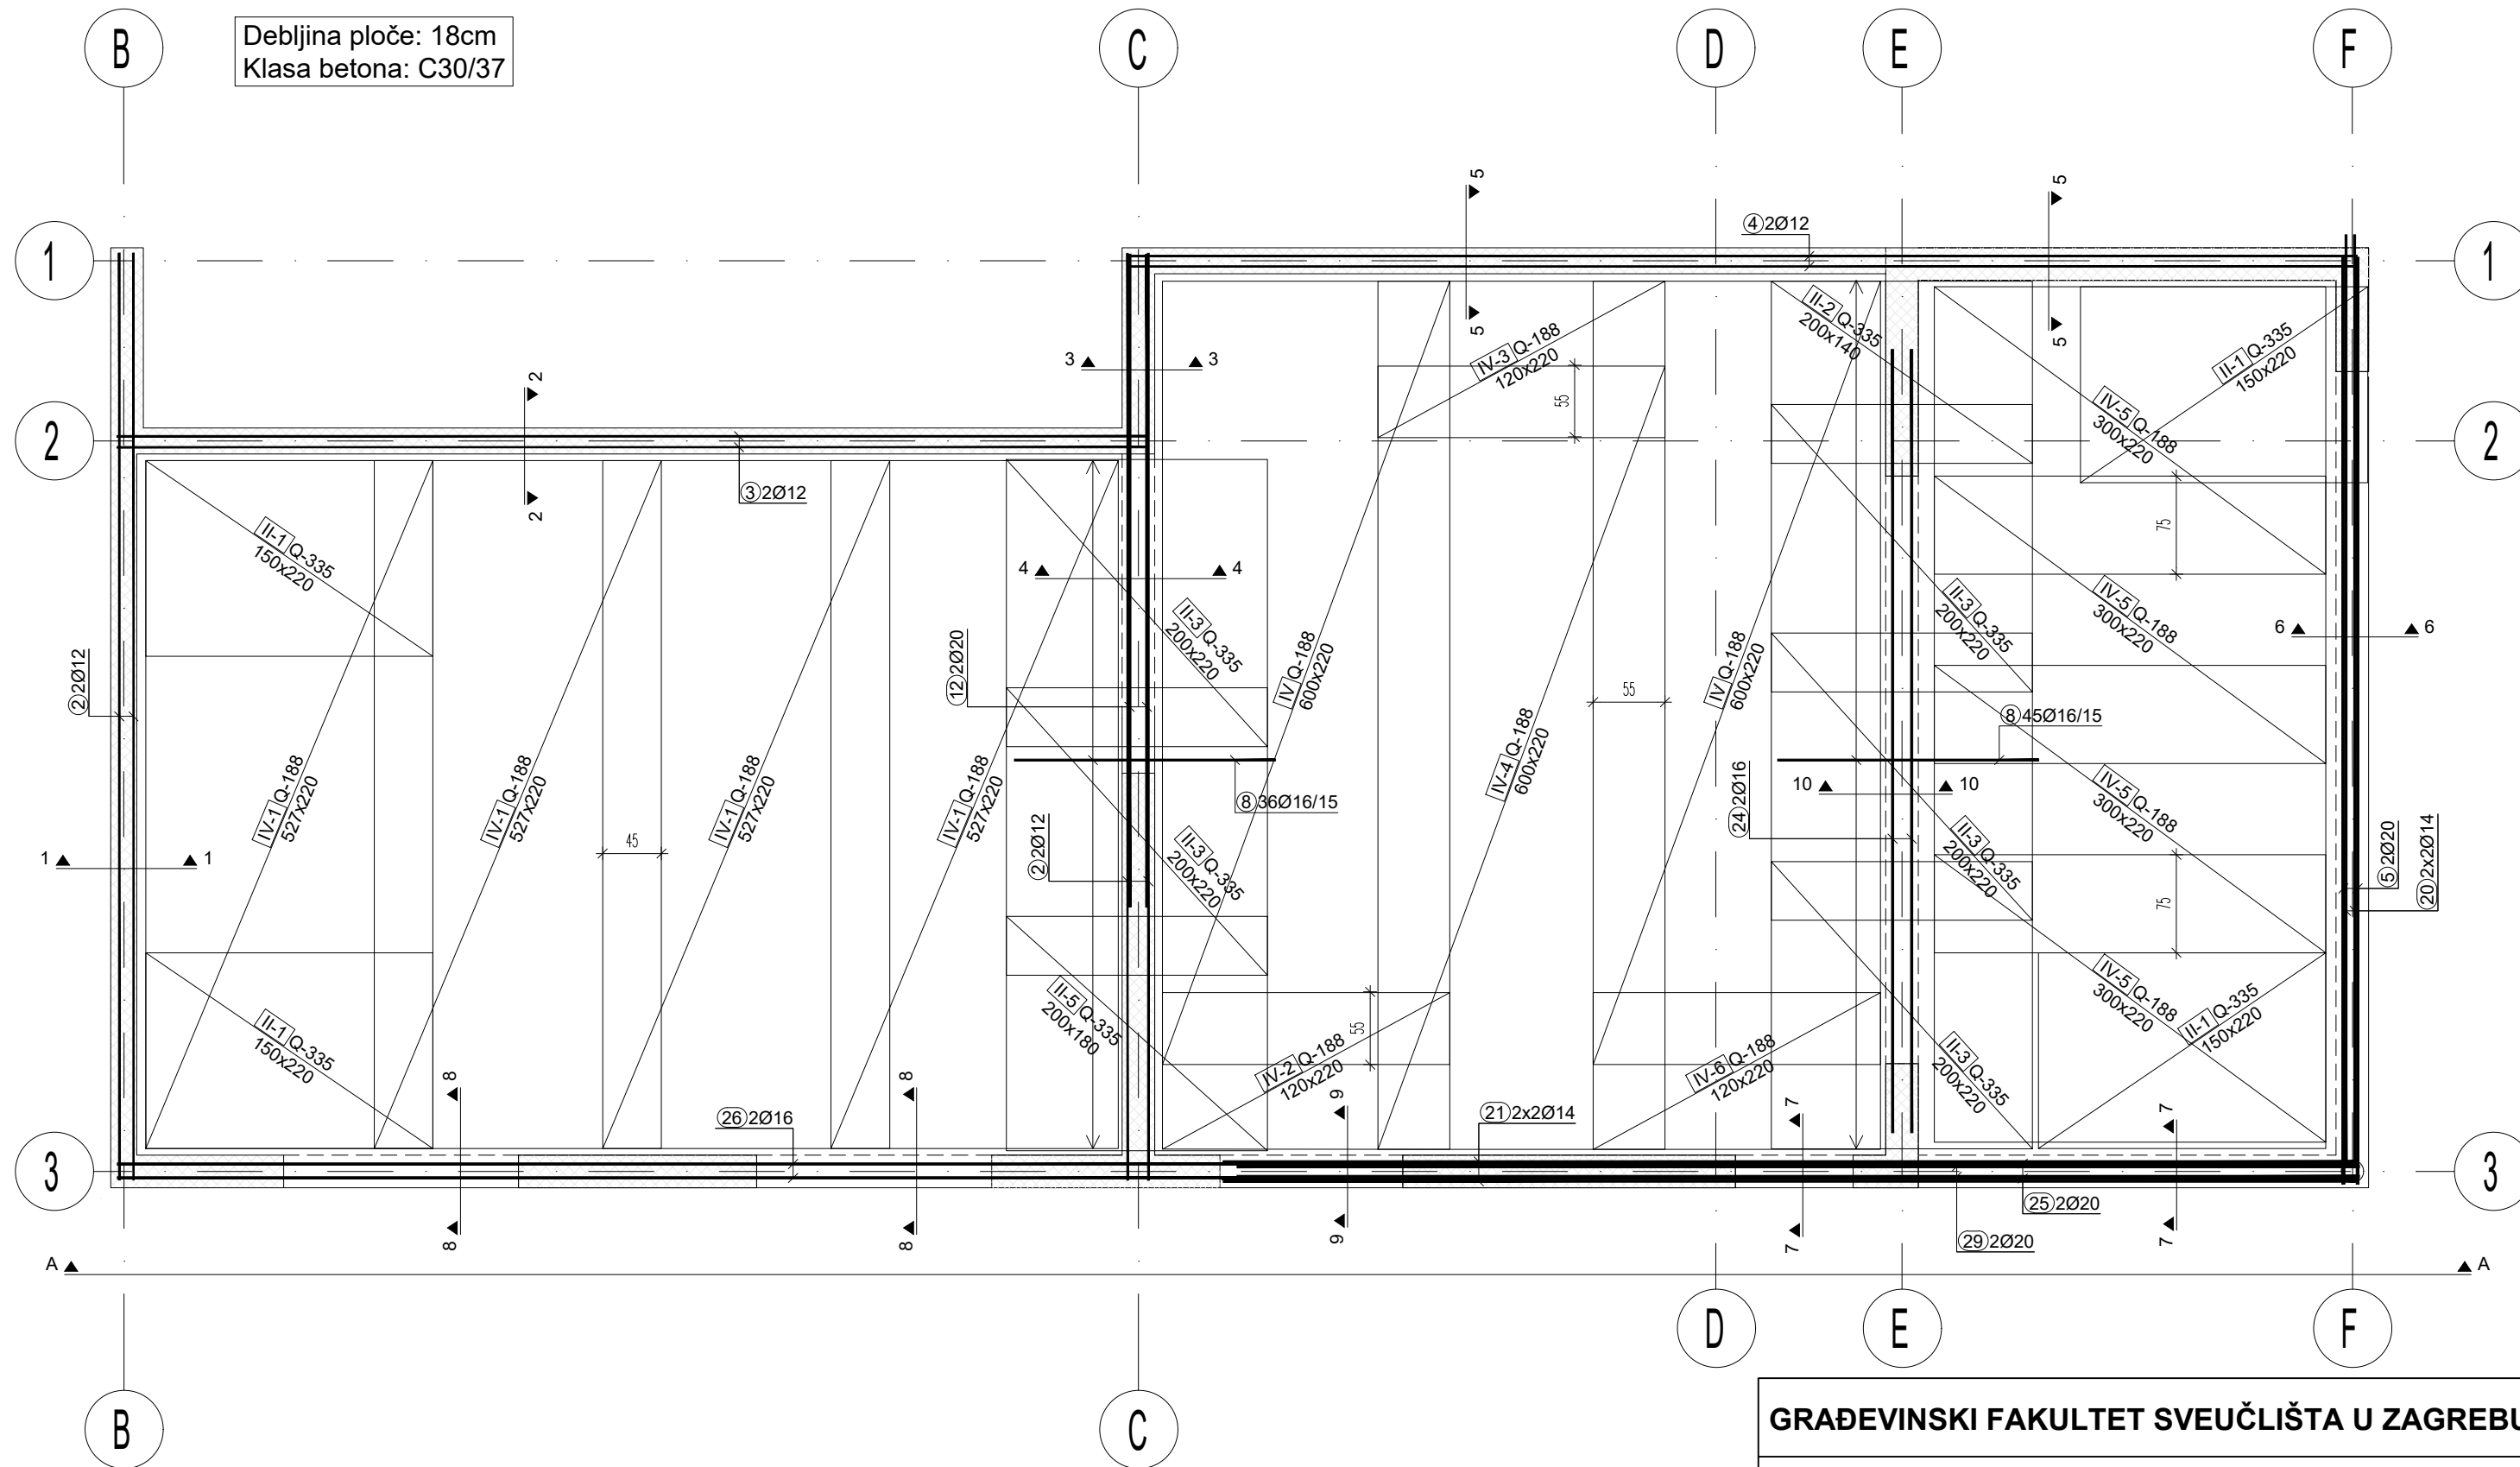 B
Debljina ploče: 18cm
Klasa betona: C30/37
C
D
E
F
5
5
④2Ø12
1
1
II-2 Q-335
200x140
5
5
IV-3 Q-188
120x220
II-1 Q-335
150x220
3
3
2
55
IV-5 Q-188
300x220
2
2
③2Ø12
2
75
II-1 Q-335
150x220
4
4
II-3 Q-335
200x220
II-3 Q-335
200x220
IV-5 Q-188
300x220
6
6
②2Ø12
⑫2Ø20
IV Q-188
600x220
55
IV Q-188
600x220
⑧45Ø16/15
IV-1 Q-188
527x220
IV-1 Q-188
527x220
IV-1 Q-188
527x220
IV-1 Q-188
527x220
IV-4 Q-188
600x220
⑧36Ø16/15
10
10
㉔2Ø16
IV-5 Q-188
300x220
45
1
1
②2Ø12
II-3 Q-335
200x220
II-3 Q-335
200x220
⑤2Ø20
⑳2x2Ø14
75
II-5 Q-335
200x180
55
IV-5 Q-188
300x220
II-1 Q-335
150x220
II-1 Q-335
150x220
IV-2 Q-188
120x220
IV-6 Q-188
120x220
II-3 Q-335
200x220
8
8
㉖2Ø16
9
㉑2x2Ø14
7
7
3
3
㉕2Ø20
8
8
9
7
㉙2Ø20
7
A
A
D
E
F
B
C
GRAĐEVINSKI FAKULTET SVEUČLIŠTA U ZAGREBU